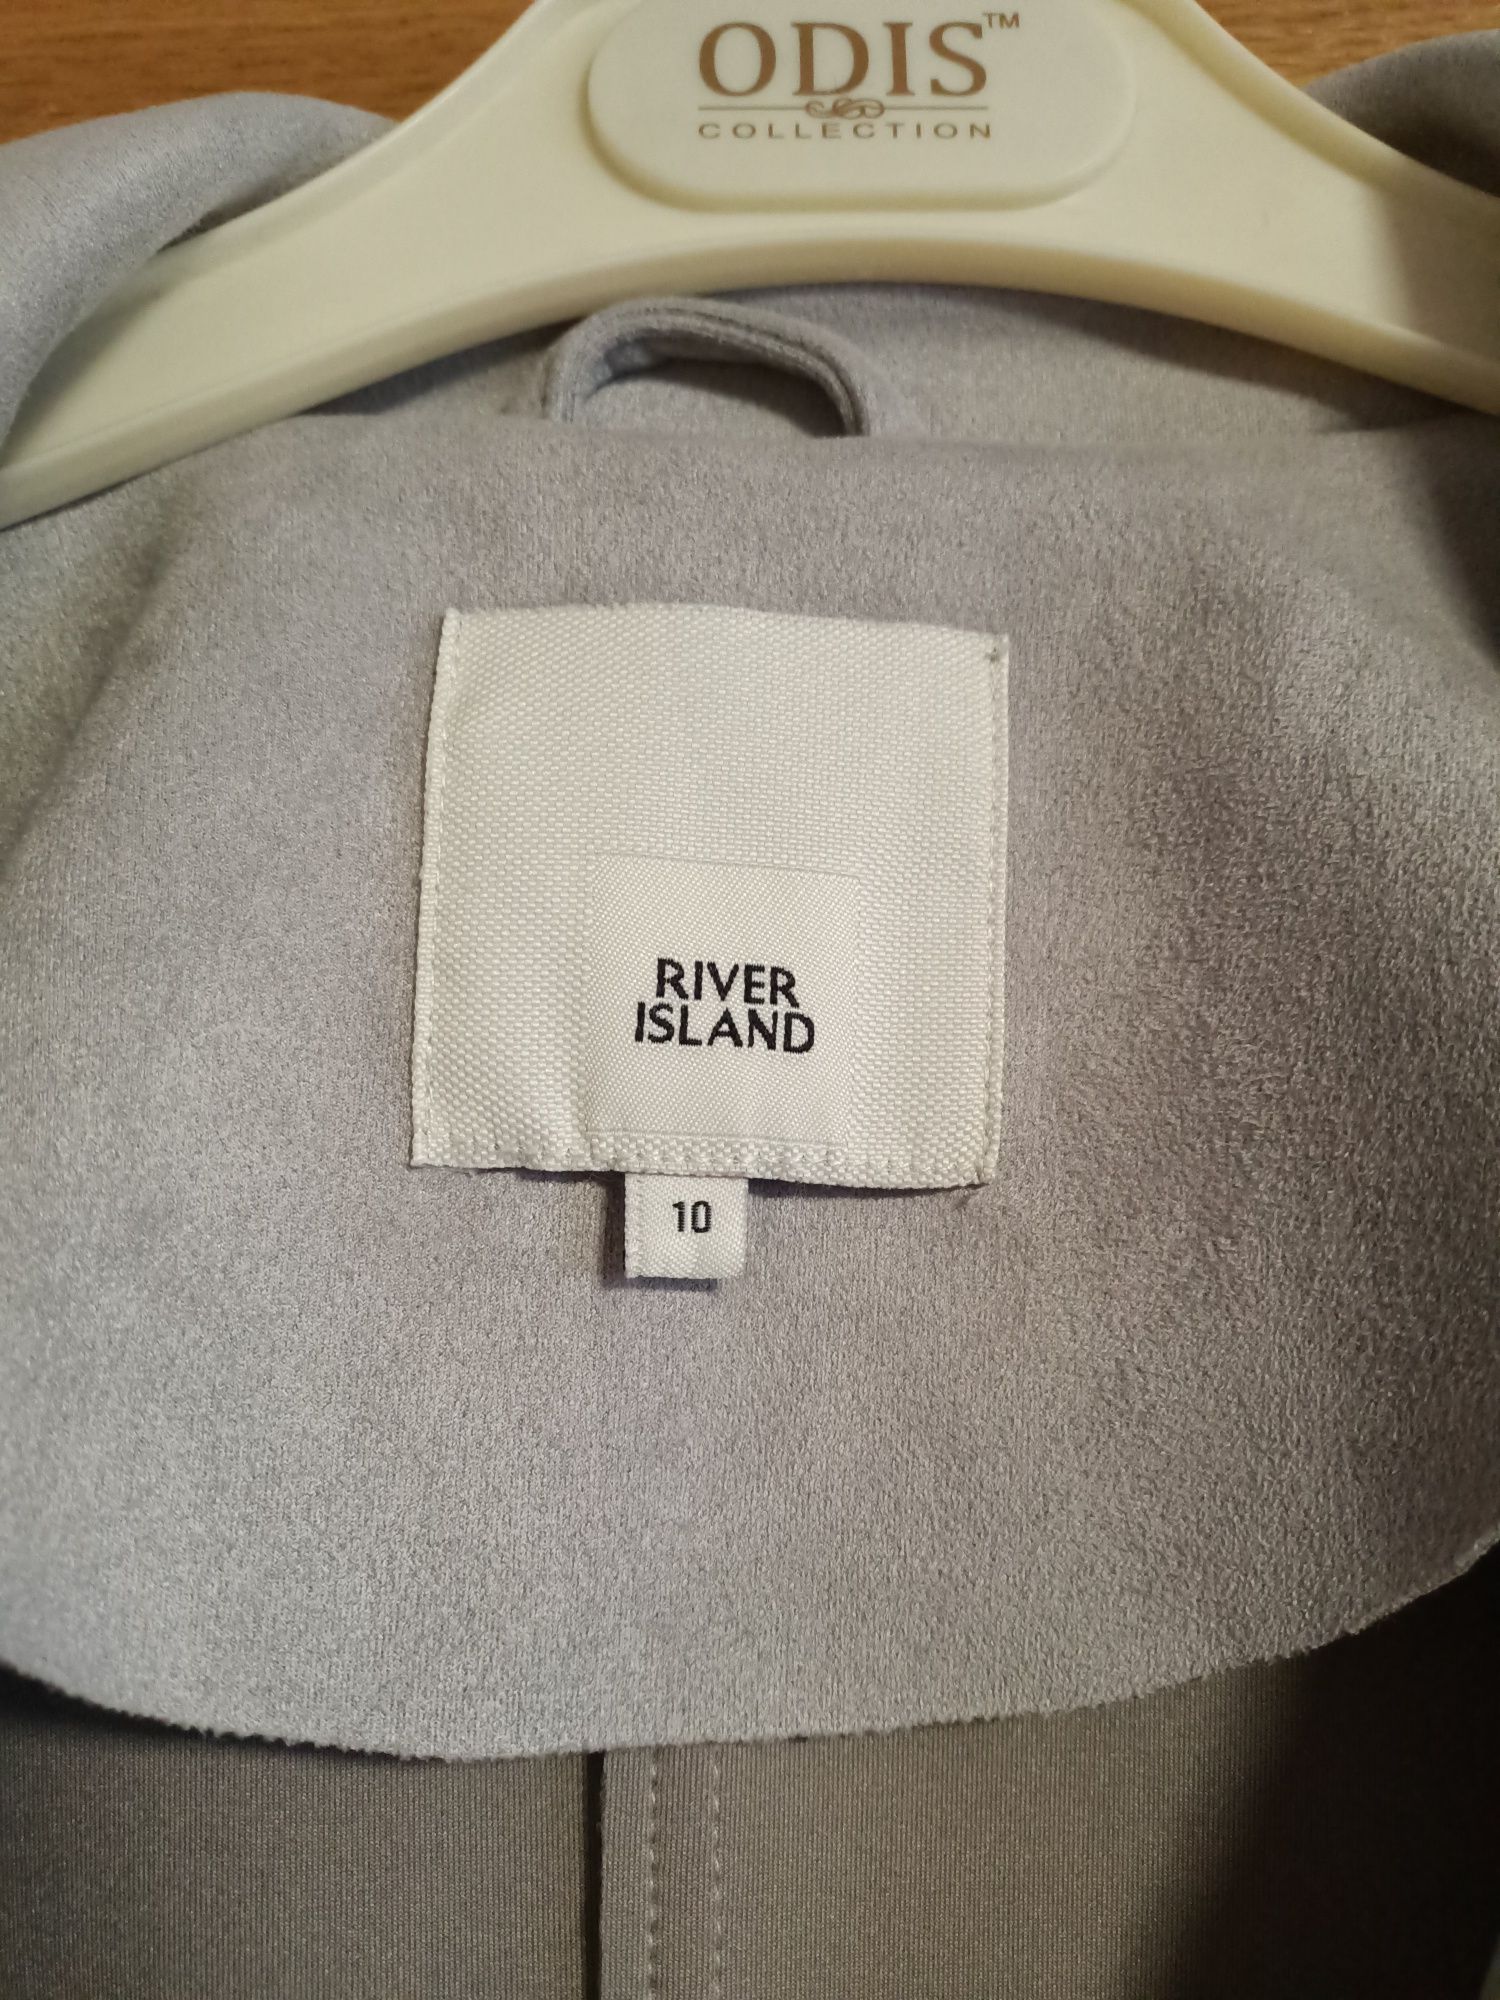 ODIS™
COLLECTION
RIVER
ISLAND
10